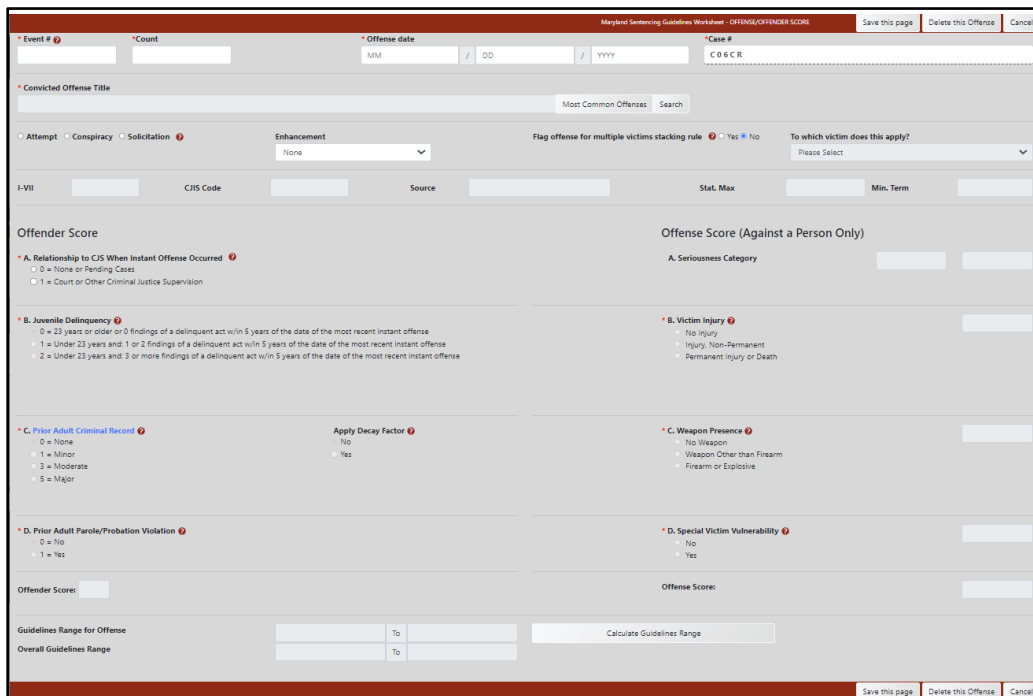 Maryland Sentencing Guidelines Worksheet - OFFENSE/OFFENDER SCORE Save this page Delete this Offense Cancel
* Event # *Count * Offense date *Case #
MM / DD / YYYY C06CR
* Convicted Offense Title
Most Common Offenses Search
Attempt Conspiracy Solicitation Enhancement Flag offense for multiple victims stacking rule Yes No To which victim does this apply?
None Please Select
I-VII CJIS Code Source Stat. Max Min. Term
Offender Score Offense Score (Against a Person Only)
* A. Relationship to CJS When Instant Offense Occurred A. Seriousness Category
0 = None or Pending Cases
1 = Court or Other Criminal Justice Supervision
* B. Juvenile Delinquency * B. Victim Injury
0 = 23 years or older or 0 findings of a delinquent act w/in 5 years of the date of the most recent instant offense No Injury
1 = Under 23 years and: 1 or 2 findings of a delinquent act w/in 5 years of the date of the most recent instant offense Injury, Non-Permanent
2 = Under 23 years and: 3 or more findings of a delinquent act w/in 5 years of the date of the most recent instant offense Permanent Injury or Death
* C. Prior Adult Criminal Record Apply Decay Factor * C. Weapon Presence
0 = None No No Weapon
1 = Minor Yes Weapon Other than Firearm
3 = Moderate Firearm or Explosive
5 = Major
* D. Prior Adult Parole/Probation Violation * D. Special Victim Vulnerability
0 = No No
1 = Yes Yes
Offender Score: Offense Score:
Guidelines Range for Offense To Calculate Guidelines Range
Overall Guidelines Range To
Save this page Delete this Offense Cancel